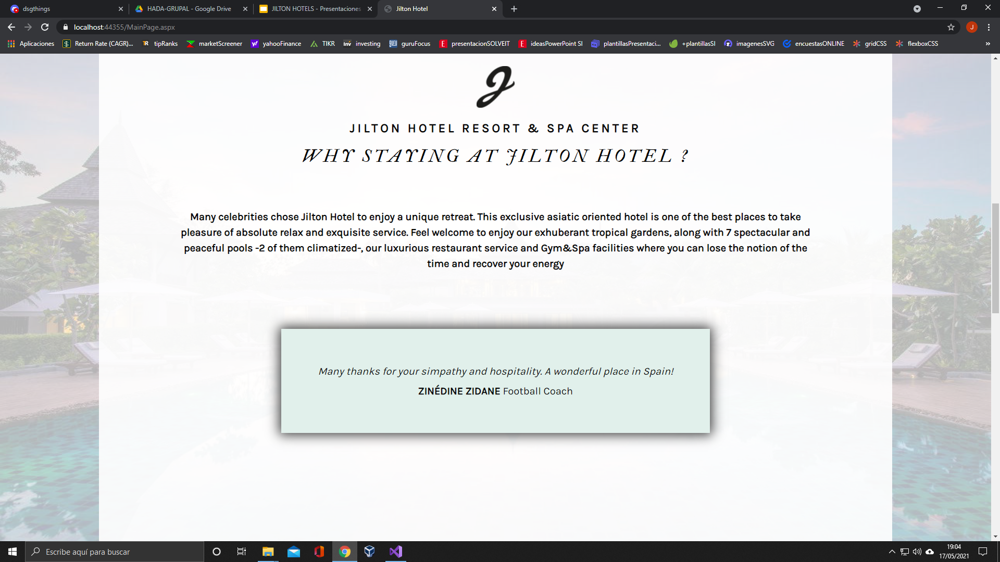 dsgthings
HADA-GRUPAL - Google Drive
JILTON HOTELS - Presentaciones
Jilton Hotel
localhost:44355/MainPage.aspx
J
Aplicaciones
$ Return Rate (CAGR)...
TR tipRanks
marketScreener
y! yahooFinance
TIKR
inv investing
guruFocus
E presentacionSOLVEIT
E ideasPowerPoint SI
plantillasPresentaci...
+plantillasSI
imagenesSVG
encuestasONLINE
gridCSS
flexboxCSS
»
J
JILTON HOTEL RESORT & SPA CENTER
WHY STAYING AT JILTON HOTEL ?
Many celebrities chose Jilton Hotel to enjoy a unique retreat. This exclusive asiatic oriented hotel is one of the best places to take
pleasure of absolute relax and exquisite service. Feel welcome to enjoy our exhuberant tropical gardens, along with 7 spectacular and
peaceful pools -2 of them climatized-, our luxurious restaurant service and Gym&Spa facilities where you can lose the notion of the
time and recover your energy
Many thanks for your simpathy and hospitality. A wonderful place in Spain!
ZINÉDINE ZIDANE Football Coach
Escribe aquí para buscar
19:04
17/05/2021